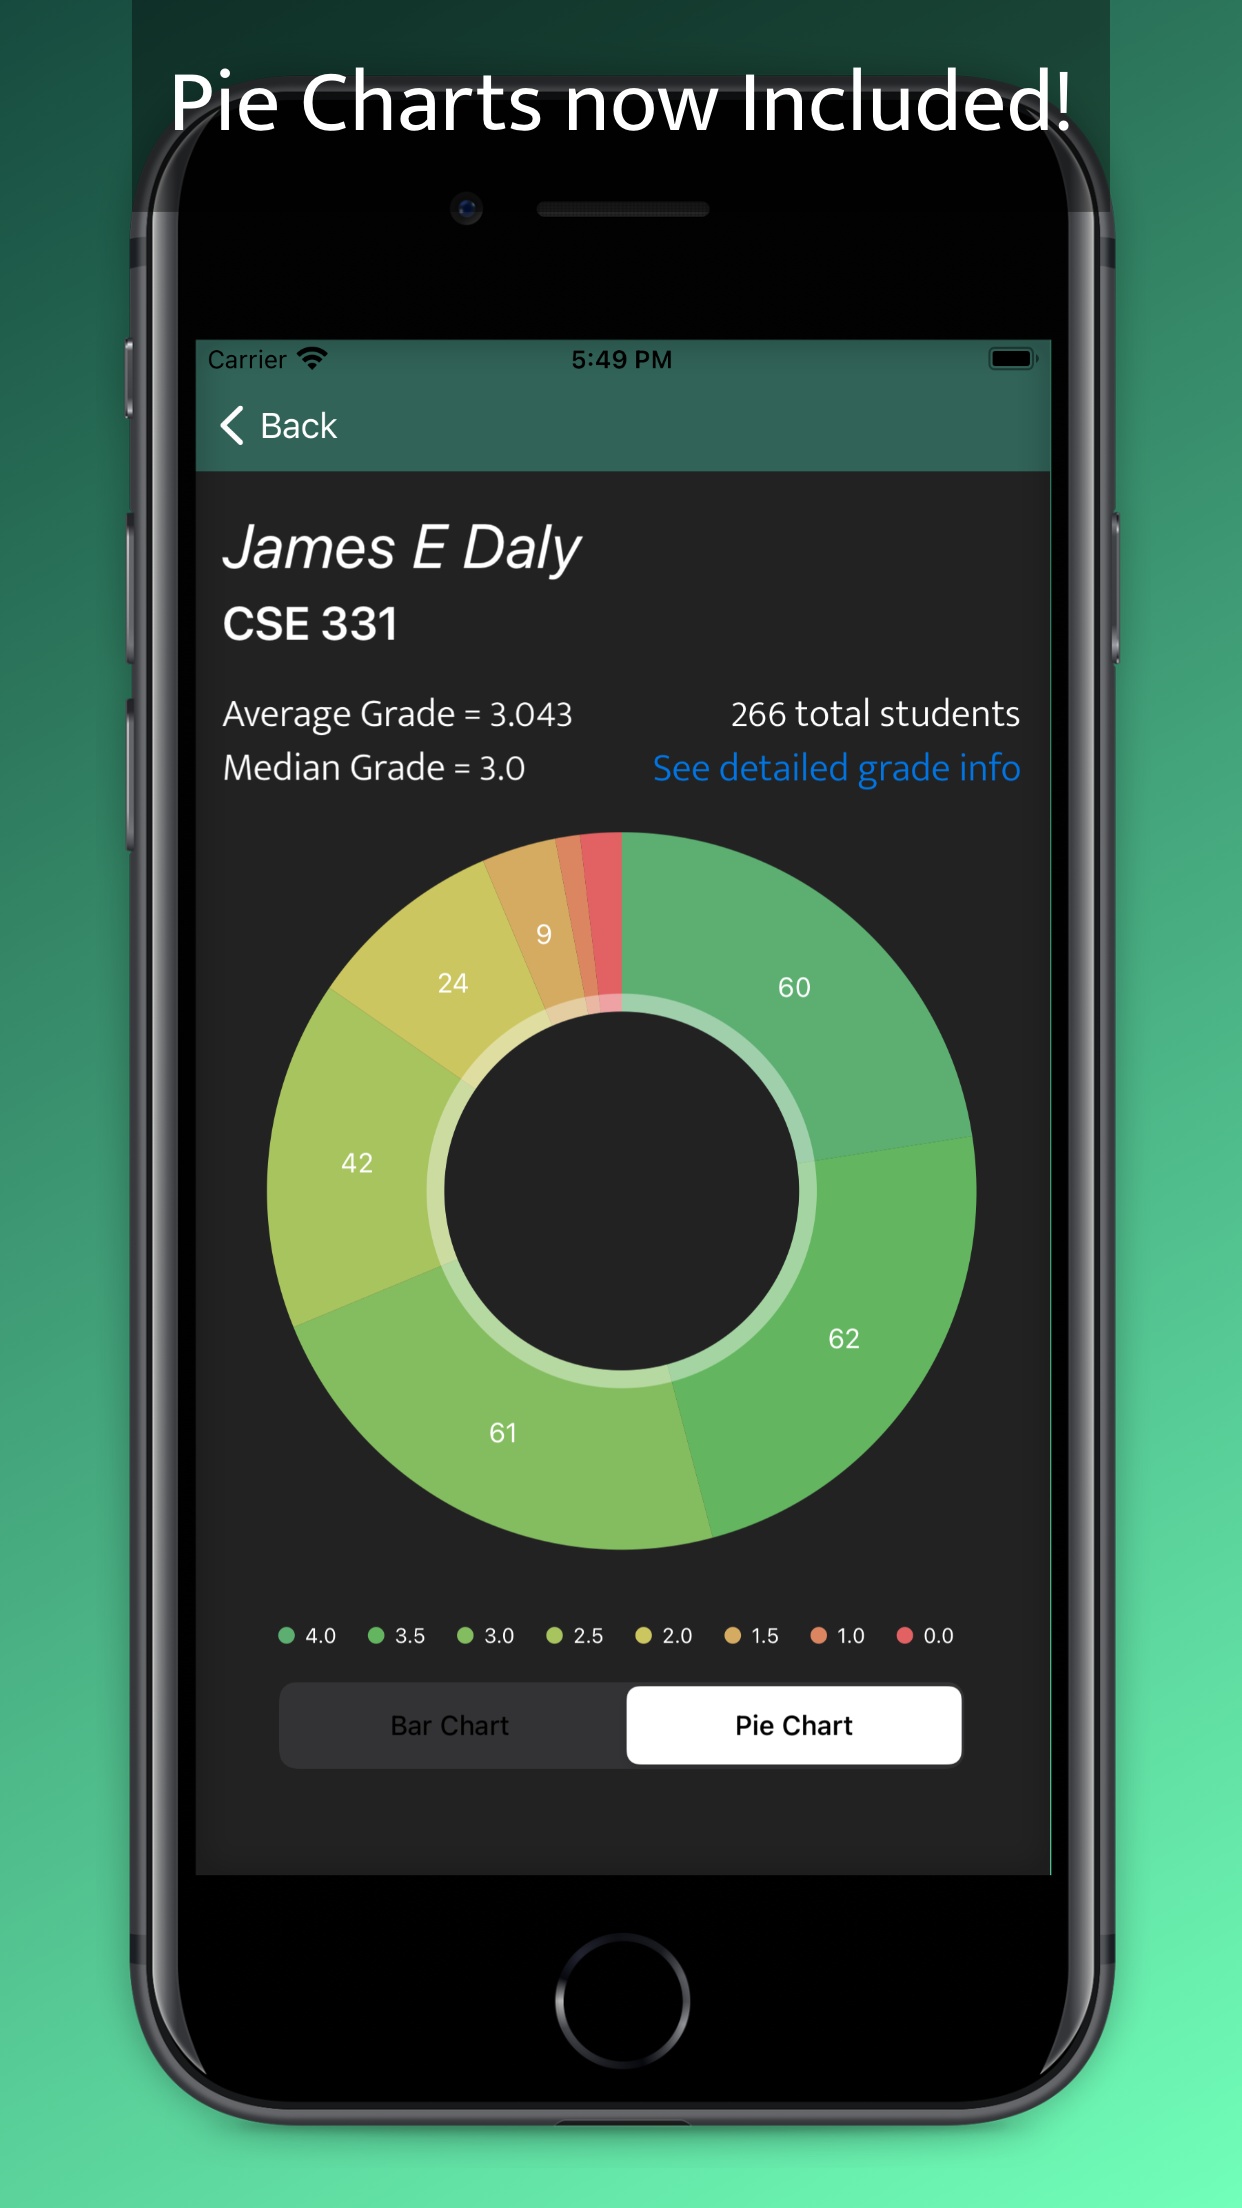 Pie Charts now Included!
Carrier 5:49 PM
Back
James E Daly
CSE 331
Average Grade = 3.043 266 total students
Median Grade = 3.0 See detailed grade info
9
24 60
42
62
61
4.0 3.5 3.0 2.5 2.0 1.5 1.0 0.0
Bar Chart Pie Chart